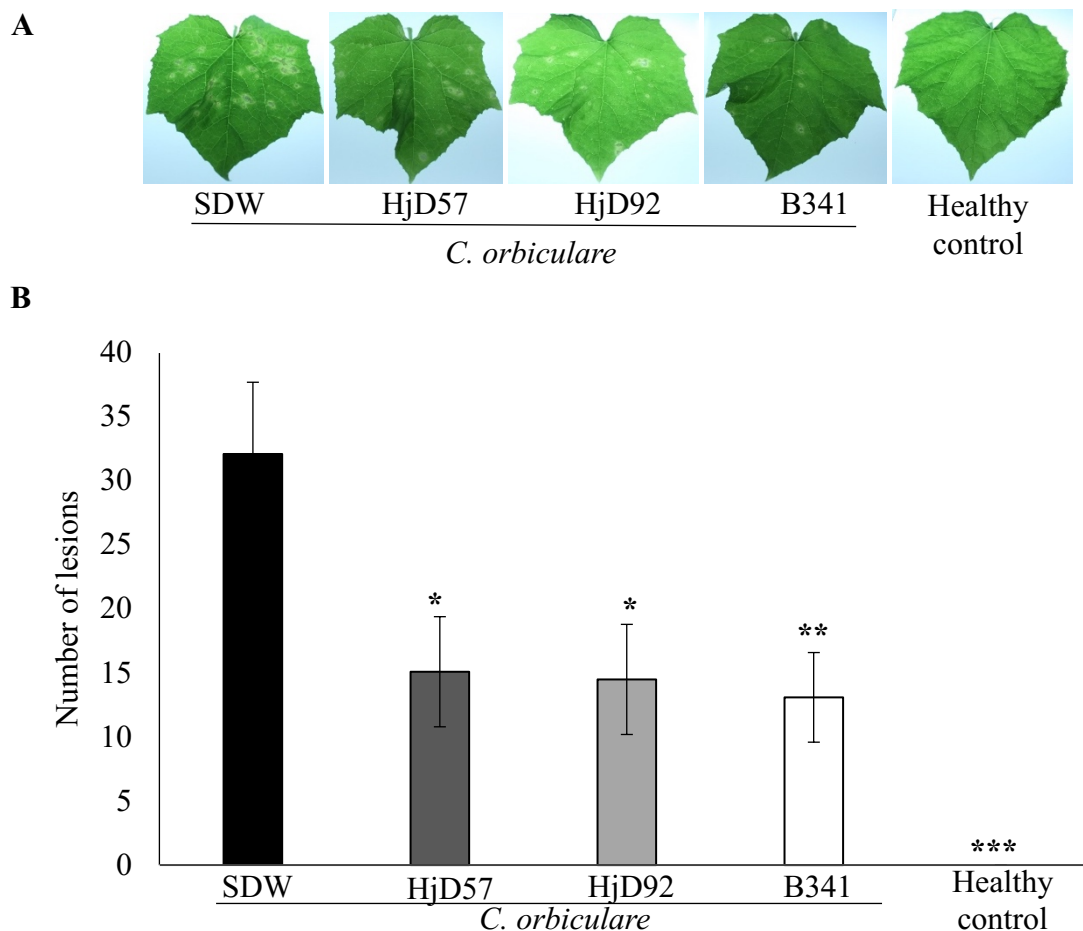 A
SDW HjD57 HjD92 B341 Healthy control
C. orbiculare
B
Number of lesions
40
35
30
25
20
15
10
5
0
*
*
**
***
SDW HjD57 HjD92 B341 Healthy control
C. orbiculare